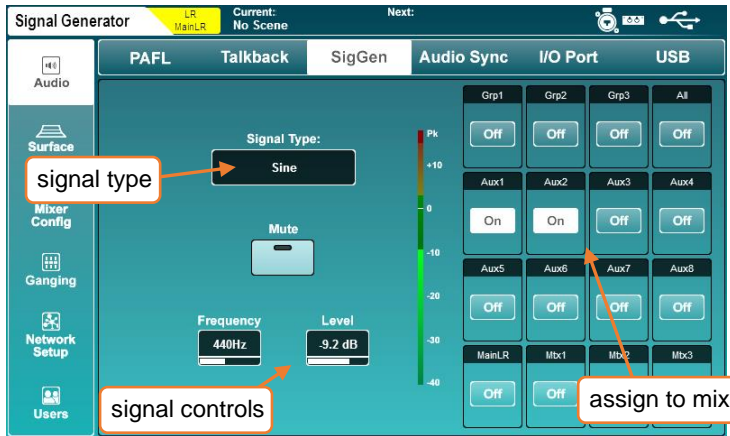 Signal Generator
LR
MainLR
Current:
No Scene
Next:
PAFL
Talkback
SigGen
Audio Sync
I/O Port
USB
Audio
Surface
signal type
Mixer
Config
Ganging
Network
Setup
Users
Signal Type:
Sine
Mute
Frequency
440Hz
Level
-9.2 dB
signal controls
Pk
+10
0
-10
-20
-30
-40
Grp1
Grp2
Grp3
All
Off
Off
Off
Off
Aux1
Aux2
Aux3
Aux4
On
On
Off
Off
Aux5
Aux6
Aux7
Aux8
Off
Off
Off
Off
MainLR
Mtx1
Mtx2
Mtx3
Off
Off
assign to mix